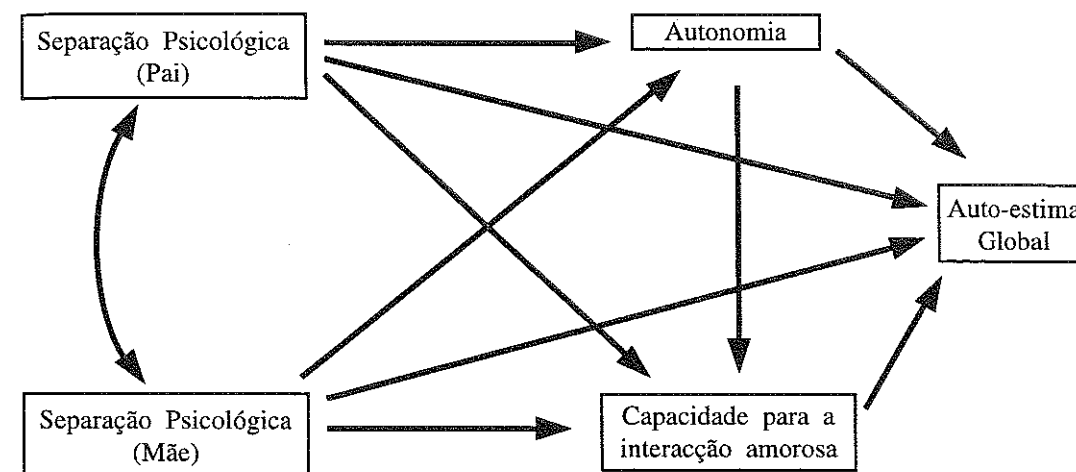 Separação Psicológica
(Pai)
Autonomia
Auto-estima
Global
Separação Psicológica
(Mãe)
Capacidade para a
interacção amorosa